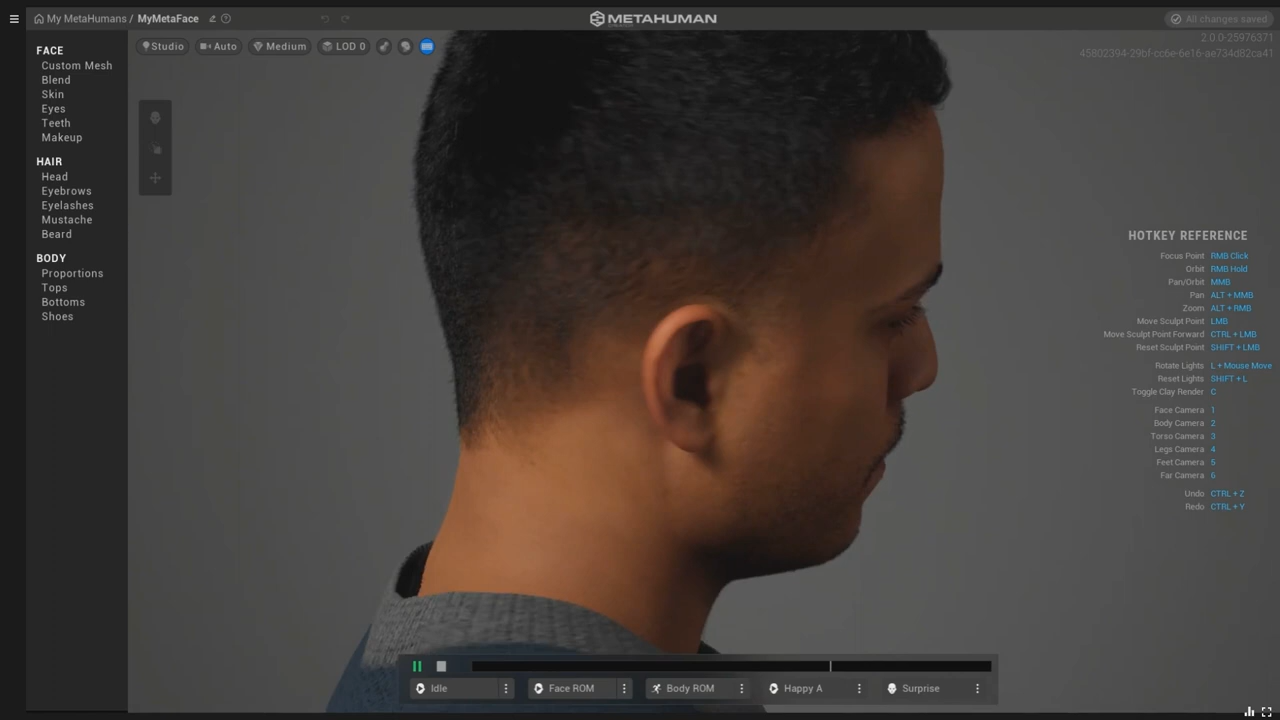 My MetaHumans / MyMetaFace
METAHUMAN
All changes saved
2.0.0-25976371
45802394-29bf-cc6e-6e16-ae734d82ca41
Studio
Auto
Medium
LOD 0
FACE
Custom Mesh
Blend
Skin
Eyes
Teeth
Makeup
HAIR
Head
Eyebrows
Eyelashes
Mustache
Beard
BODY
Proportions
Tops
Bottoms
Shoes
HOTKEY REFERENCE
Focus Point RMB Click
Orbit RMB Hold
Pan/Orbit MMB
Pan ALT + MMB
Zoom ALT + RMB
Move Sculpt Point LMB
Move Sculpt Point Forward CTRL + LMB
Reset Sculpt Point SHIFT + LMB
Rotate Lights L + Mouse Move
Reset Lights SHIFT + L
Toggle Clay Render C
Face Camera 1
Body Camera 2
Torso Camera 3
Legs Camera 4
Feet Camera 5
Far Camera 6
Undo CTRL + Z
Redo CTRL + Y
Idle
Face ROM
Body ROM
Happy A
Surprise